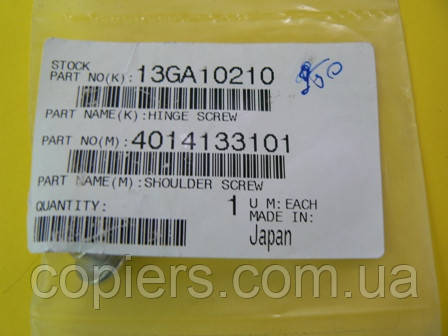 STOCK
PART NO(K): 13GA10210
PART NAME(K): HINGE SCREW
PART NO(M): 4014133101
PART NAME(M): SHOULDER SCREW
QUANTITY: 1 U M: EACH
MADE IN:
Japan
copiers.com.ua